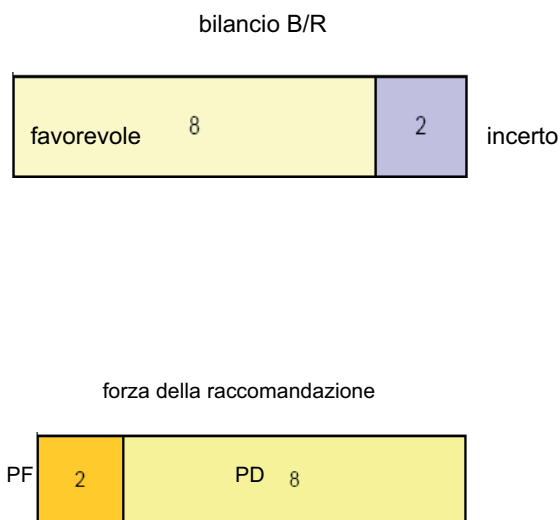 bilancio B/R
favorevole 8 2 incerto
forza della raccomandazione
PF 2 PD 8